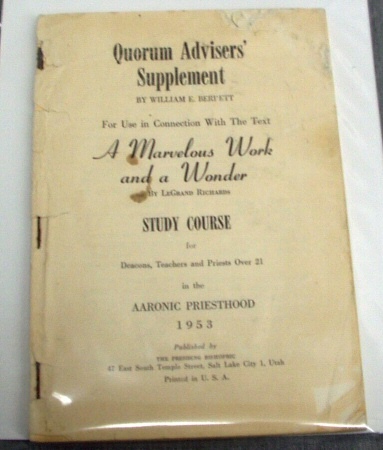 Quorum Advisers'
Supplement
BY WILLIAM E. BERRETT
For Use in Connection With The Text
A Marvelous Work
and a Wonder
BY LEGRAND RICHARDS
STUDY COURSE
for
Deacons, Teachers and Priests Over 21
in the
AARONIC PRIESTHOOD
1953
Published by
THE PRESIDING BISHOPRIC
47 East South Temple Street, Salt Lake City 1, Utah
Printed in U. S. A.